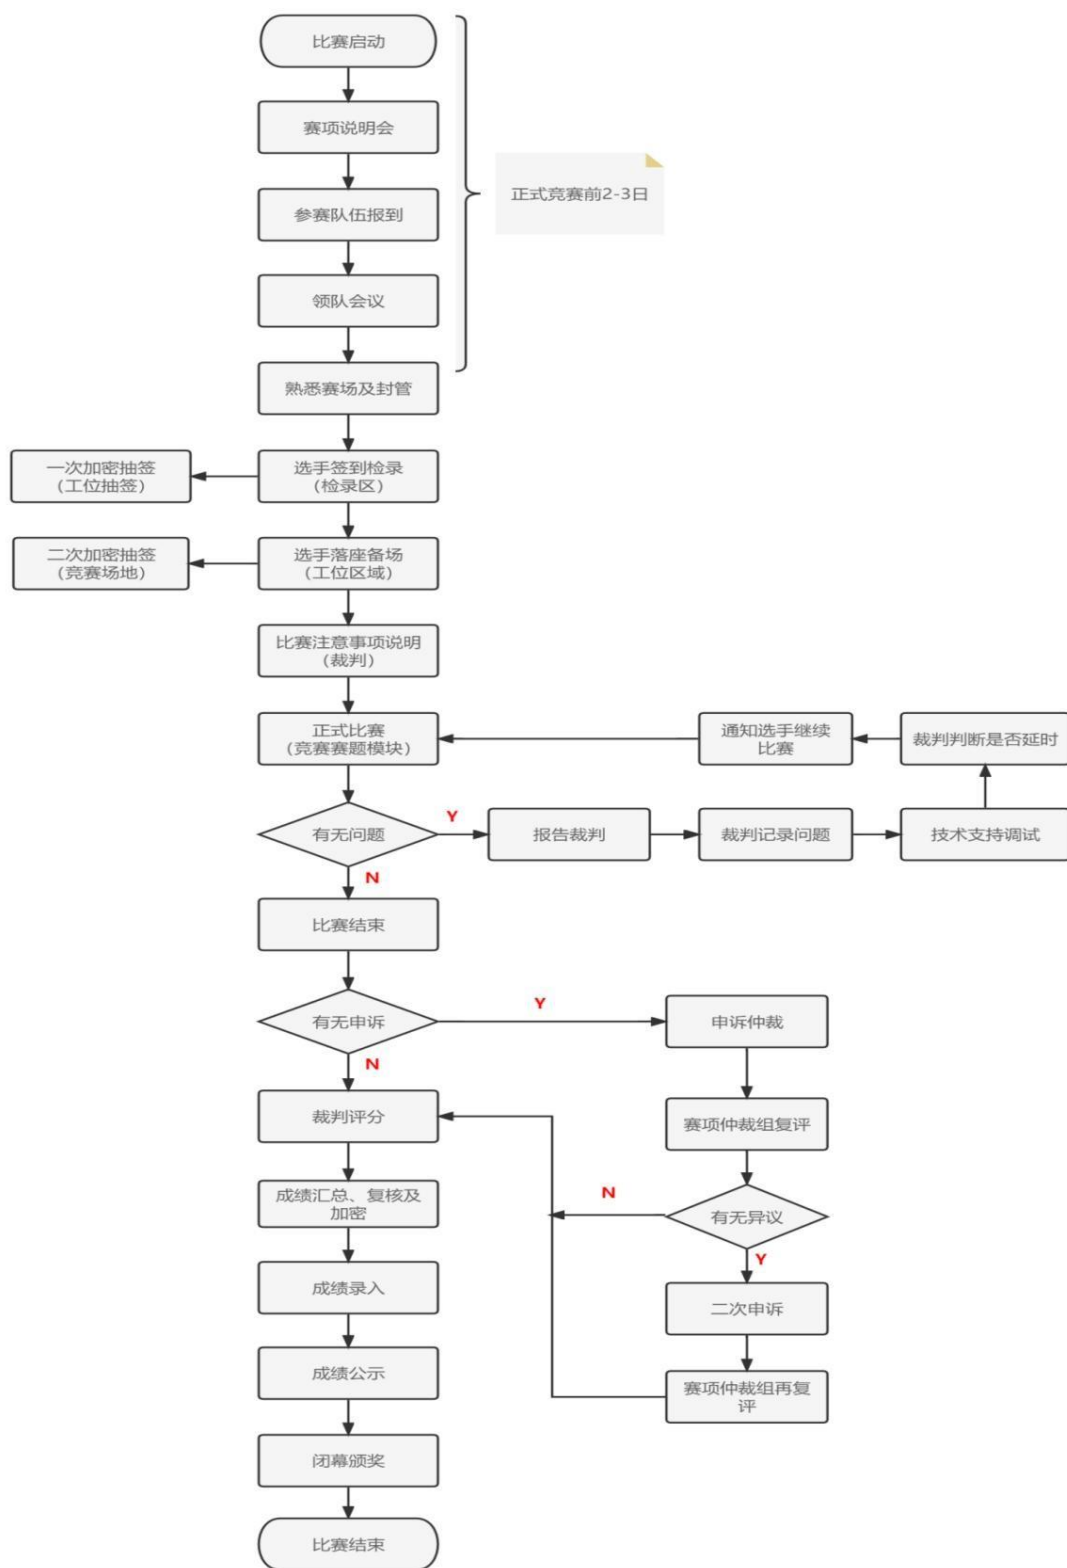 比赛启动
赛项说明会
正式竞赛前2-3日
参赛队伍报到
领队会议
熟悉赛场及封管
一次加密抽签
(工位抽签)
选手签到检录
(检录区)
二次加密抽签
(竞赛场地)
选手落座备场
(工位区域)
比赛注意事项说明
(裁判)
正式比赛
(竞赛赛题模块)
通知选手继续
比赛
裁判判断是否延时
有无问题
Y
报告裁判
裁判记录问题
技术支持调试
N
比赛结束
有无申诉
Y
申诉仲裁
N
裁判评分
赛项仲裁组复评
成绩汇总、复核及
加密
N
有无异议
Y
成绩录入
二次申诉
成绩公示
赛项仲裁组再复
评
闭幕颁奖
比赛结束